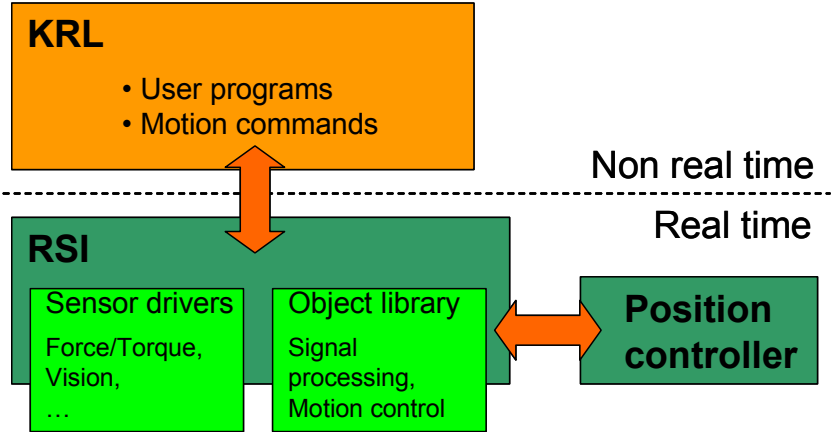 KRL
• User programs
• Motion commands
Non real time
Real time
RSI
Sensor drivers
Force/Torque,
Vision,
…
Object library
Signal
processing,
Motion control
Position
controller